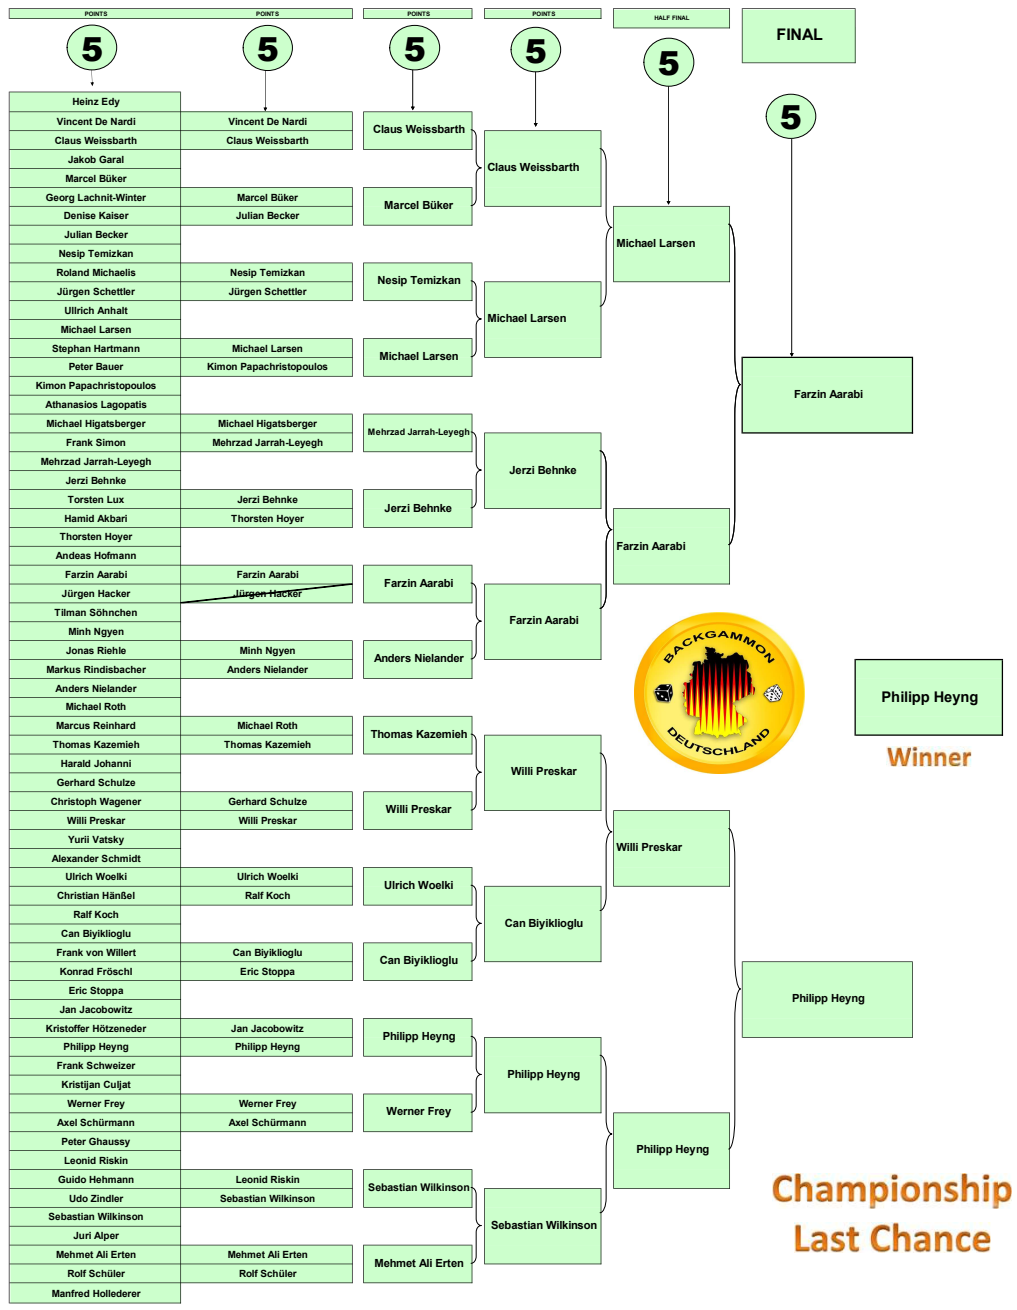 POINTS
POINTS
POINTS
POINTS
HALF FINAL
FINAL
5
5
5
5
5
5
Heinz Edy
Vincent De Nardi
Claus Weissbarth
Jakob Garal
Marcel Büker
Georg Lachnit-Winter
Denise Kaiser
Julian Becker
Nesip Temizkan
Roland Michaelis
Jürgen Schettler
Ullrich Anhalt
Michael Larsen
Stephan Hartmann
Peter Bauer
Kimon Papachristopoulos
Athanasios Lagopatis
Michael Higatsberger
Frank Simon
Mehrzad Jarrah-Leyegh
Jerzi Behnke
Torsten Lux
Hamid Akbari
Thorsten Hoyer
Andeas Hofmann
Farzin Aarabi
Jürgen Hacker
Tilman Söhnchen
Minh Ngyen
Jonas Riehle
Markus Rindisbacher
Anders Nielander
Michael Roth
Marcus Reinhard
Thomas Kazemieh
Harald Johanni
Gerhard Schulze
Christoph Wagener
Willi Preskar
Yurii Vatsky
Alexander Schmidt
Ulrich Woelki
Christian Hänßel
Ralf Koch
Can Biyiklioglu
Frank von Willert
Konrad Fröschl
Eric Stoppa
Jan Jacobowitz
Kristoffer Hötzeneder
Philipp Heyng
Frank Schweizer
Kristijan Culjat
Werner Frey
Axel Schürmann
Peter Ghaussy
Leonid Riskin
Guido Hehmann
Udo Zindler
Sebastian Wilkinson
Juri Alper
Mehmet Ali Erten
Rolf Schüler
Manfred Hollederer
Vincent De Nardi
Claus Weissbarth
Marcel Büker
Julian Becker
Nesip Temizkan
Jürgen Schettler
Michael Larsen
Kimon Papachristopoulos
Michael Higatsberger
Mehrzad Jarrah-Leyegh
Jerzi Behnke
Thorsten Hoyer
Farzin Aarabi
Jürgen Hacker
Minh Ngyen
Anders Nielander
Michael Roth
Thomas Kazemieh
Gerhard Schulze
Willi Preskar
Ulrich Woelki
Ralf Koch
Can Biyiklioglu
Eric Stoppa
Jan Jacobowitz
Philipp Heyng
Werner Frey
Axel Schürmann
Leonid Riskin
Sebastian Wilkinson
Mehmet Ali Erten
Rolf Schüler
Claus Weissbarth
Marcel Büker
Nesip Temizkan
Michael Larsen
Mehrzad Jarrah-Leyegh
Jerzi Behnke
Farzin Aarabi
Anders Nielander
Thomas Kazemieh
Willi Preskar
Ulrich Woelki
Can Biyiklioglu
Philipp Heyng
Werner Frey
Sebastian Wilkinson
Mehmet Ali Erten
Claus Weissbarth
Michael Larsen
Jerzi Behnke
Farzin Aarabi
Willi Preskar
Can Biyiklioglu
Philipp Heyng
Sebastian Wilkinson
Michael Larsen
Farzin Aarabi
Willi Preskar
Philipp Heyng
Farzin Aarabi
Philipp Heyng
BACKGAMMON
DEUTSCHLAND
Philipp Heyng
Winner
Championship
Last Chance